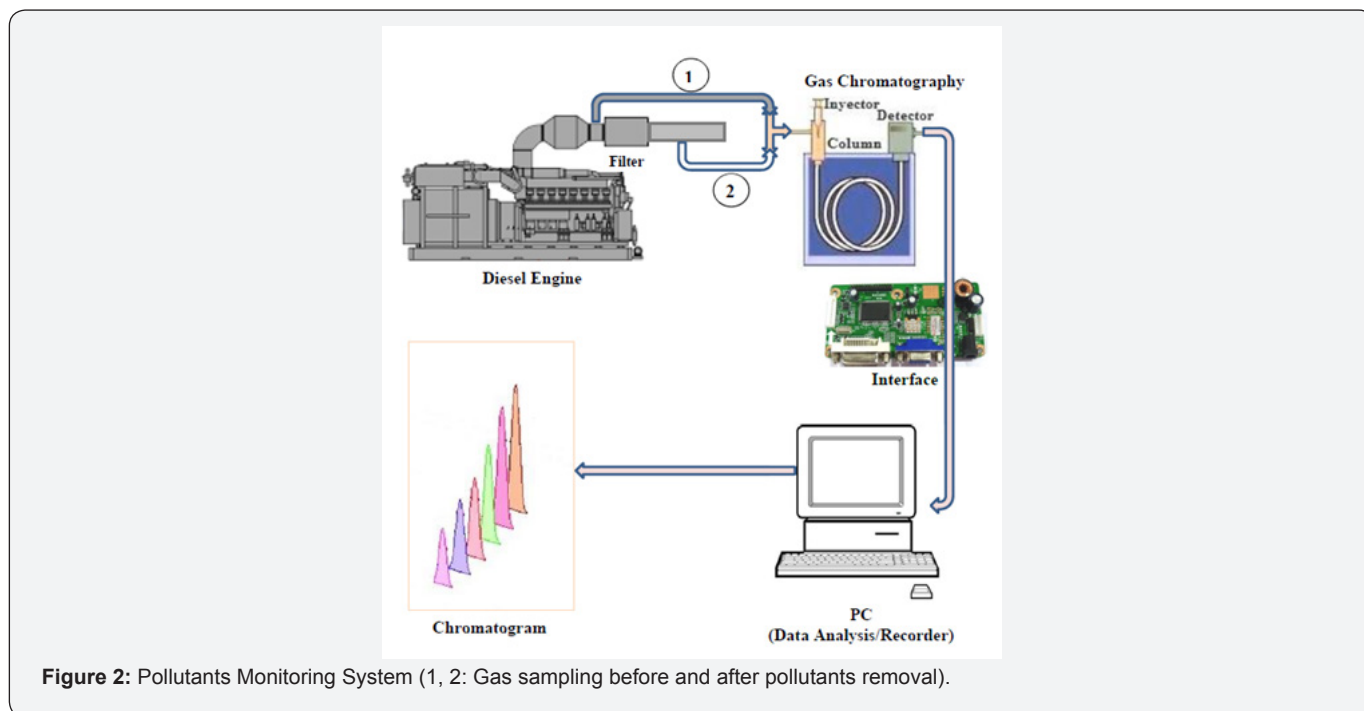 1
Gas Chromatography
Inyector
Detector
Column
Filter
2
Diesel Engine
Interface
PC
(Data Analysis/Recorder)
Chromatogram
Figure 2: Pollutants Monitoring System (1, 2: Gas sampling before and after pollutants removal).